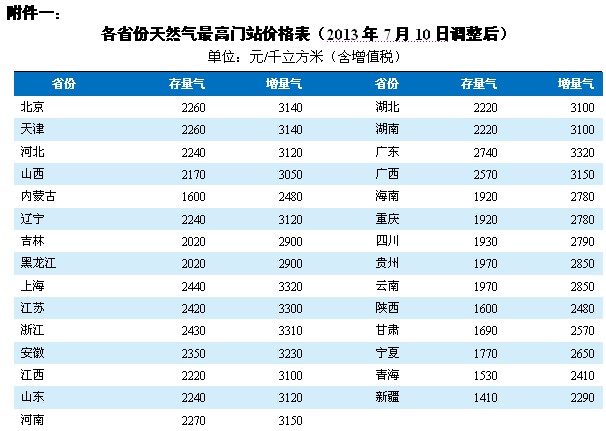 附件一:
各省份天然气最高门站价格表(2013年7月10日调整后)
单位：元/千立方米（含增值税）
省份 存量气 增量气 省份 存量气 增量气
北京 2260 3140 湖北 2220 3100
天津 2260 3140 湖南 2220 3100
河北 2240 3120 广东 2740 3320
山西 2170 3050 广西 2570 3150
内蒙古 1600 2480 海南 1920 2780
辽宁 2240 3120 重庆 1920 2780
吉林 2020 2900 四川 1930 2790
黑龙江 2020 2900 贵州 1970 2850
上海 2440 3320 云南 1970 2850
江苏 2420 3300 陕西 1600 2480
浙江 2430 3310 甘肃 1690 2570
安徽 2350 3230 宁夏 1770 2650
江西 2220 3100 青海 1530 2410
山东 2240 3120 新疆 1410 2290
河南 2270 3150